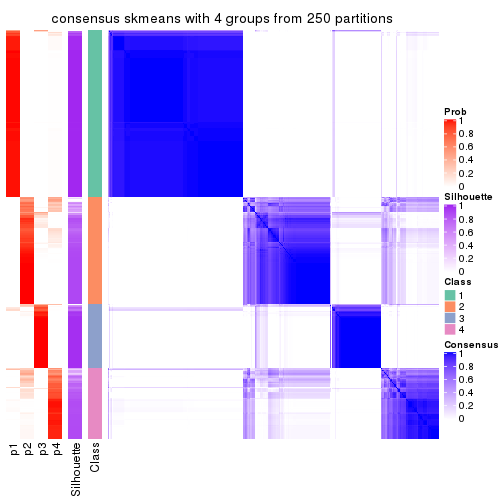 consensus skmeans with 4 groups from 250 partitions
Prob
1
0.8
0.6
0.4
0.2
0
Silhouette
1
0.8
0.6
0.4
0.2
0
Class
1
2
3
4
Consensus
1
0.8
0.6
0.4
0.2
0
p1
p2
p3
p4
Silhouette
Class